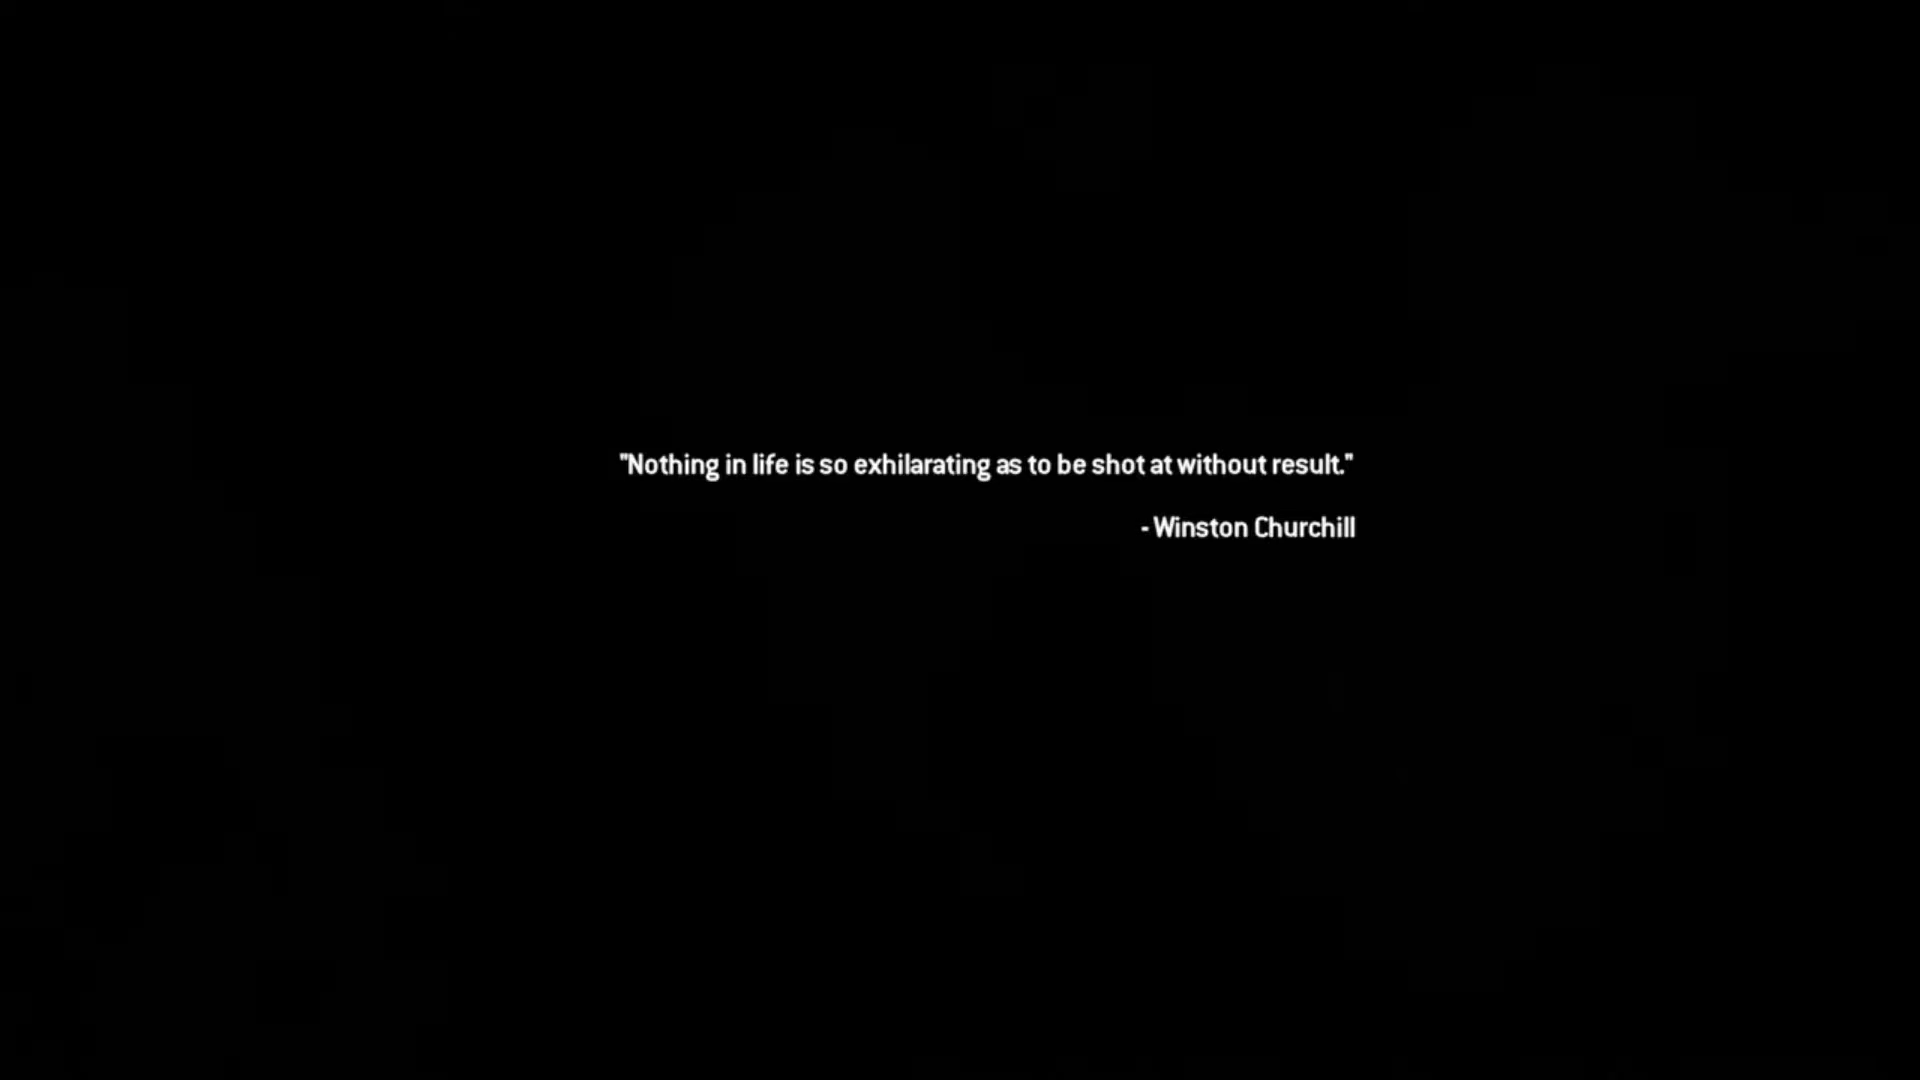 "Nothing in life is so exhilarating as to be shot at without result."
- Winston Churchill